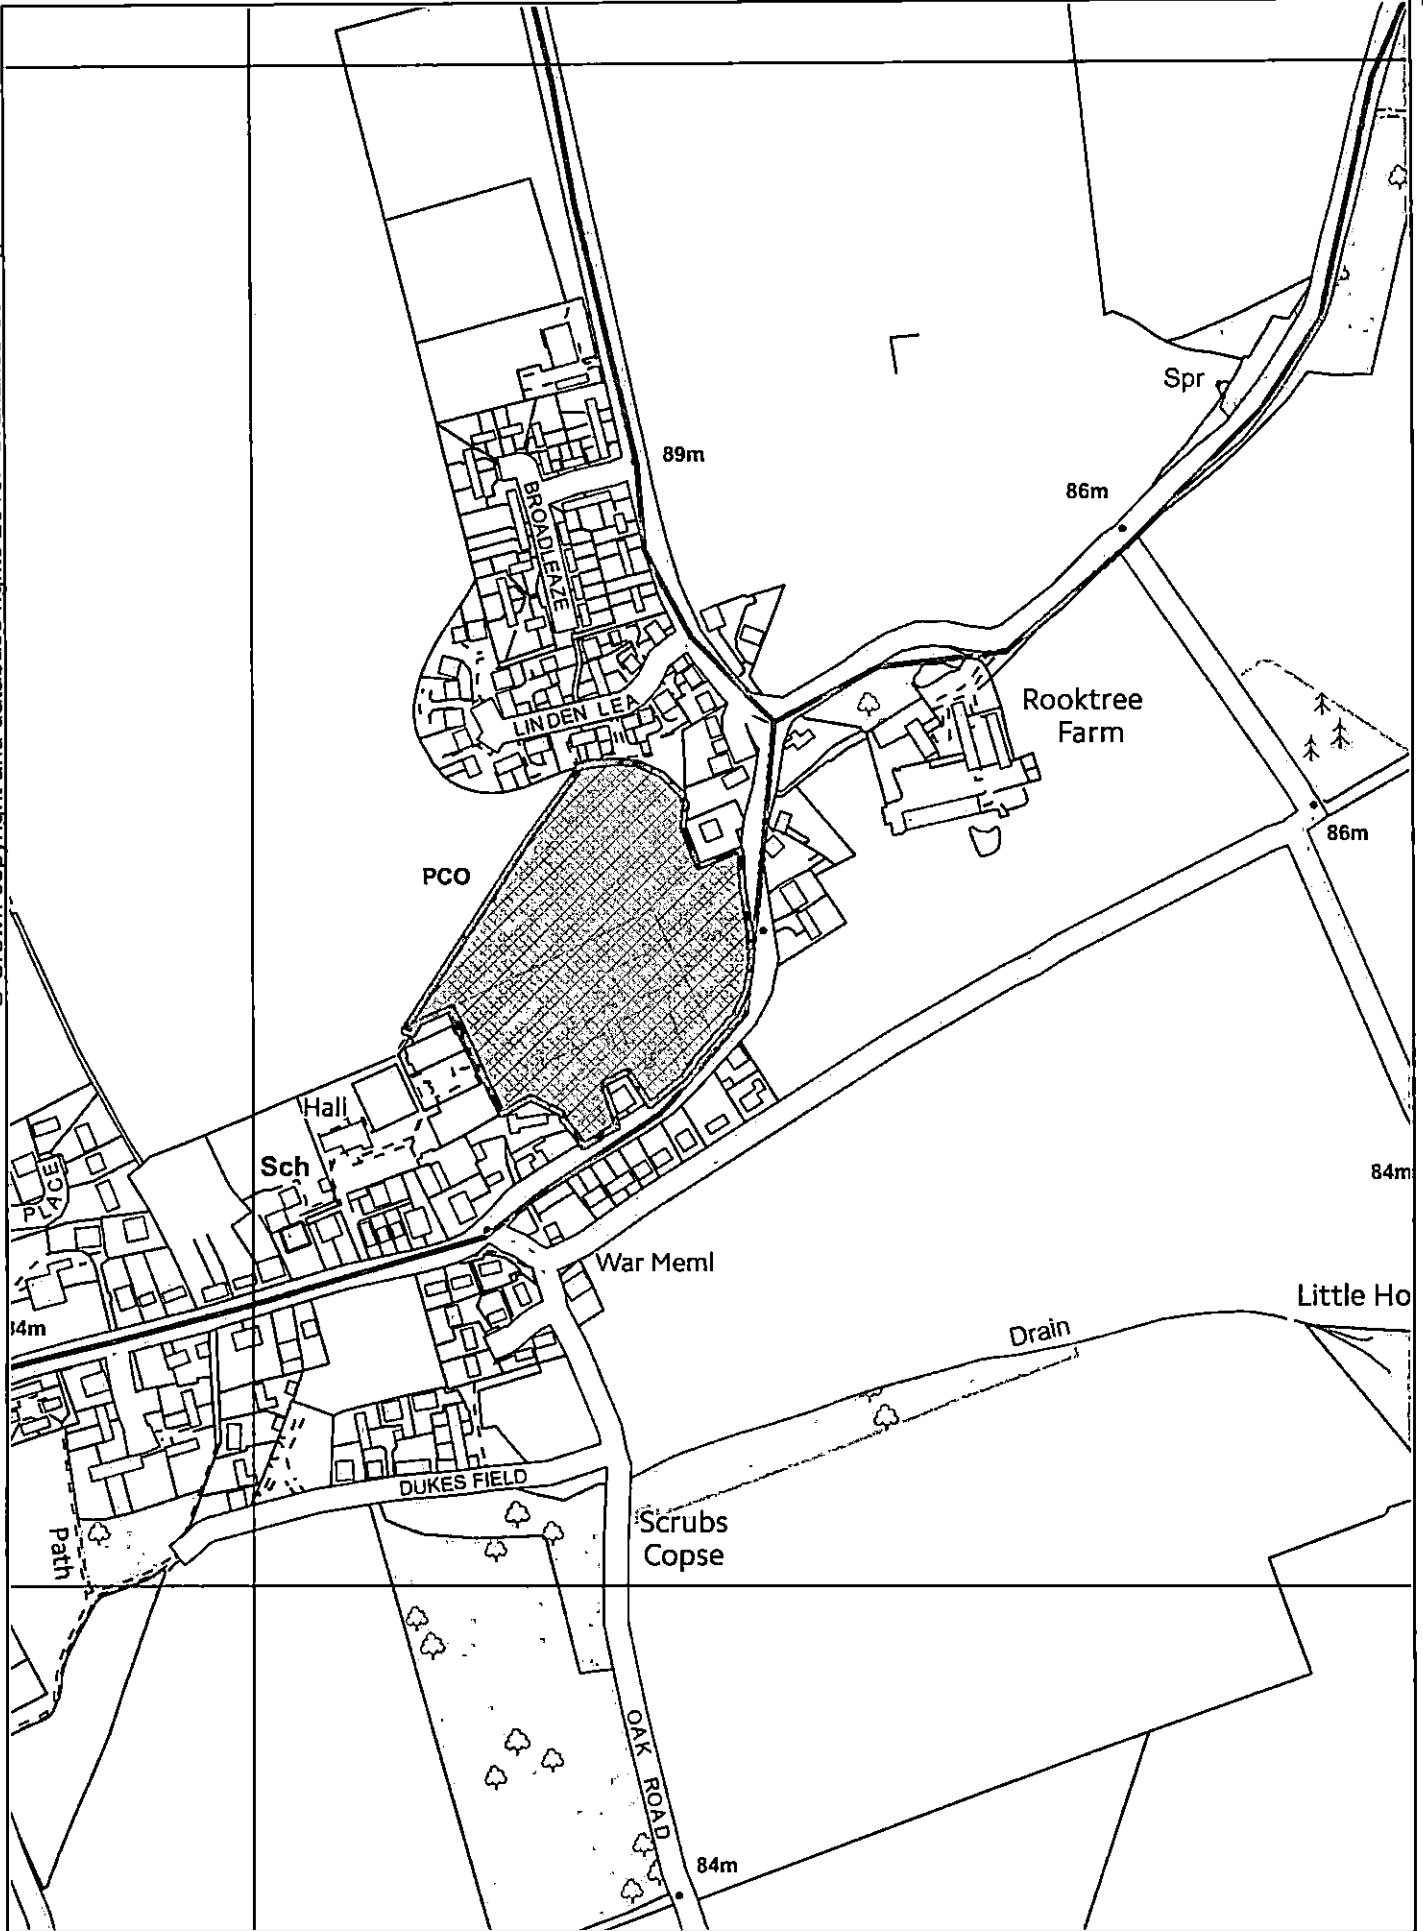 Spr
89m
86m
BROADLEAZE
LINDEN LEA
Rooktree
Farm
86m
PCO
Hall
Sch
PLACE
84m
War Meml
Little Ho
Drain
DUKES FIELD
Scrubs
Copse
Path
OAK ROAD
84m